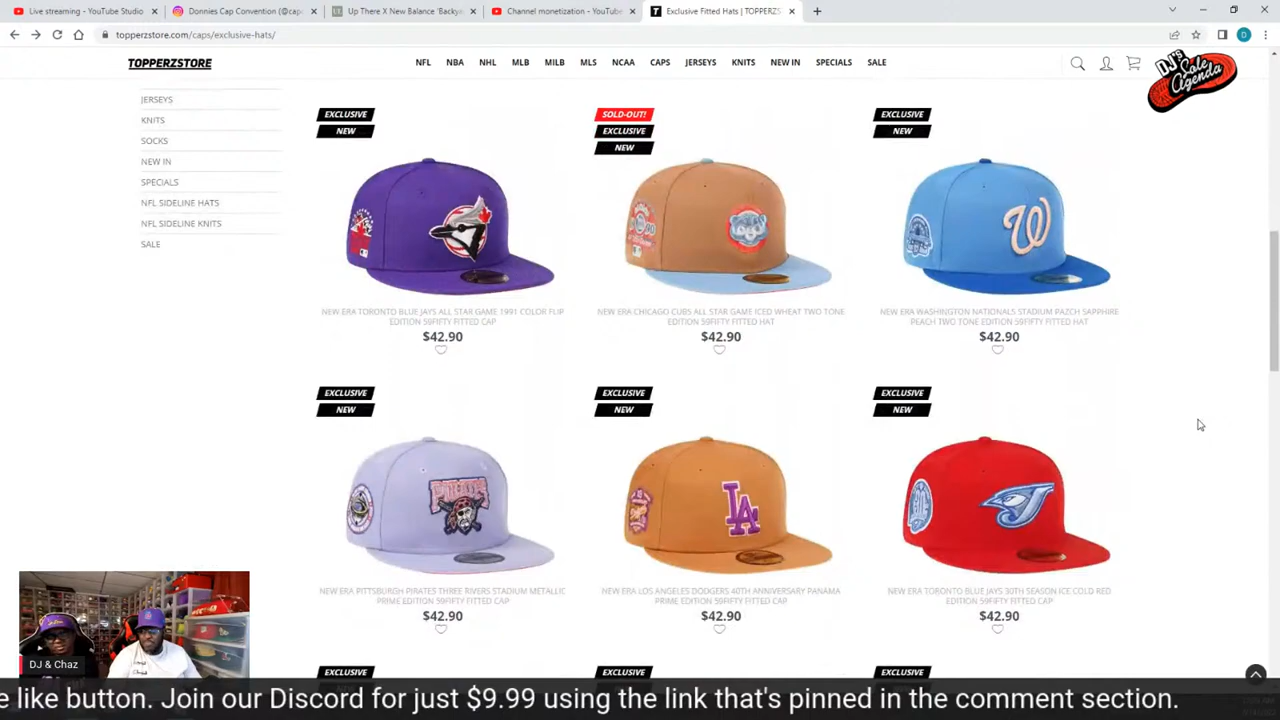 Live streaming - YouTube Studio
Donnies Cap Convention (@capc
Up There X New Balance 'Backya
Channel monetization - YouTube
Exclusive Fitted Hats | TOPPERZS
topperzstore.com/caps/exclusive-hats/
TOPPERZSTORE
NFL NBA NHL MLB MILB MLS NCAA CAPS JERSEYS KNITS NEW IN SPECIALS SALE
DJ's Sole Agenda
JERSEYS
KNITS
SOCKS
NEW IN
SPECIALS
NFL SIDELINE HATS
NFL SIDELINE KNITS
SALE
EXCLUSIVE
NEW
NEW ERA TORONTO BLUE JAYS ALL STAR GAME 1991 COLOR FLIP
EDITION 59FIFTY FITTED CAP
$42.90
SOLD-OUT!
EXCLUSIVE
NEW
NEW ERA CHICAGO CUBS ALL STAR GAME ICED WHEAT TWO TONE
EDITION 59FIFTY FITTED HAT
$42.90
EXCLUSIVE
NEW
W
NEW ERA WASHINGTON NATIONALS STADIUM PAZCH SAPPHIRE
PEACH TWO TONE EDITION 59FIFTY FITTED HAT
$42.90
EXCLUSIVE
NEW
PIRATES
NEW ERA PITTSBURGH PIRATES THREE RIVERS STADIUM METALLIC
PRIME EDITION 59FIFTY FITTED CAP
$42.90
EXCLUSIVE
NEW
LA
NEW ERA LOS ANGELES DODGERS 40TH ANNIVERSARY PANAMA
PRIME EDITION 59FIFTY FITTED CAP
$42.90
EXCLUSIVE
NEW
J
NEW ERA TORONTO BLUE JAYS 30TH SEASON ICE COLD RED
EDITION 59FIFTY FITTED CAP
$42.90
EXCLUSIVE
EXCLUSIVE
EXCLUSIVE
DJ & Chaz
e like button. Join our Discord for just $9.99 using the link that's pinned in the comment section.